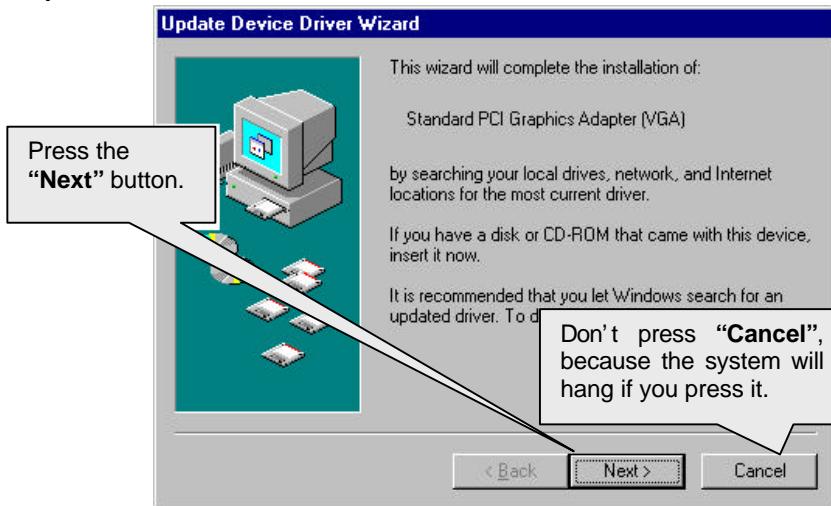 Update Device Driver Wizard
This wizard will complete the installation of:
Standard PCI Graphics Adapter (VGA)
by searching your local drives, network, and Internet
locations for the most current driver.
If you have a disk or CD-ROM that came with this device,
insert it now.
It is recommended that you let Windows search for an
updated driver. To d
Press the
“Next” button.
Don’t press “Cancel”,
because the system will
hang if you press it.
< Back
Next >
Cancel